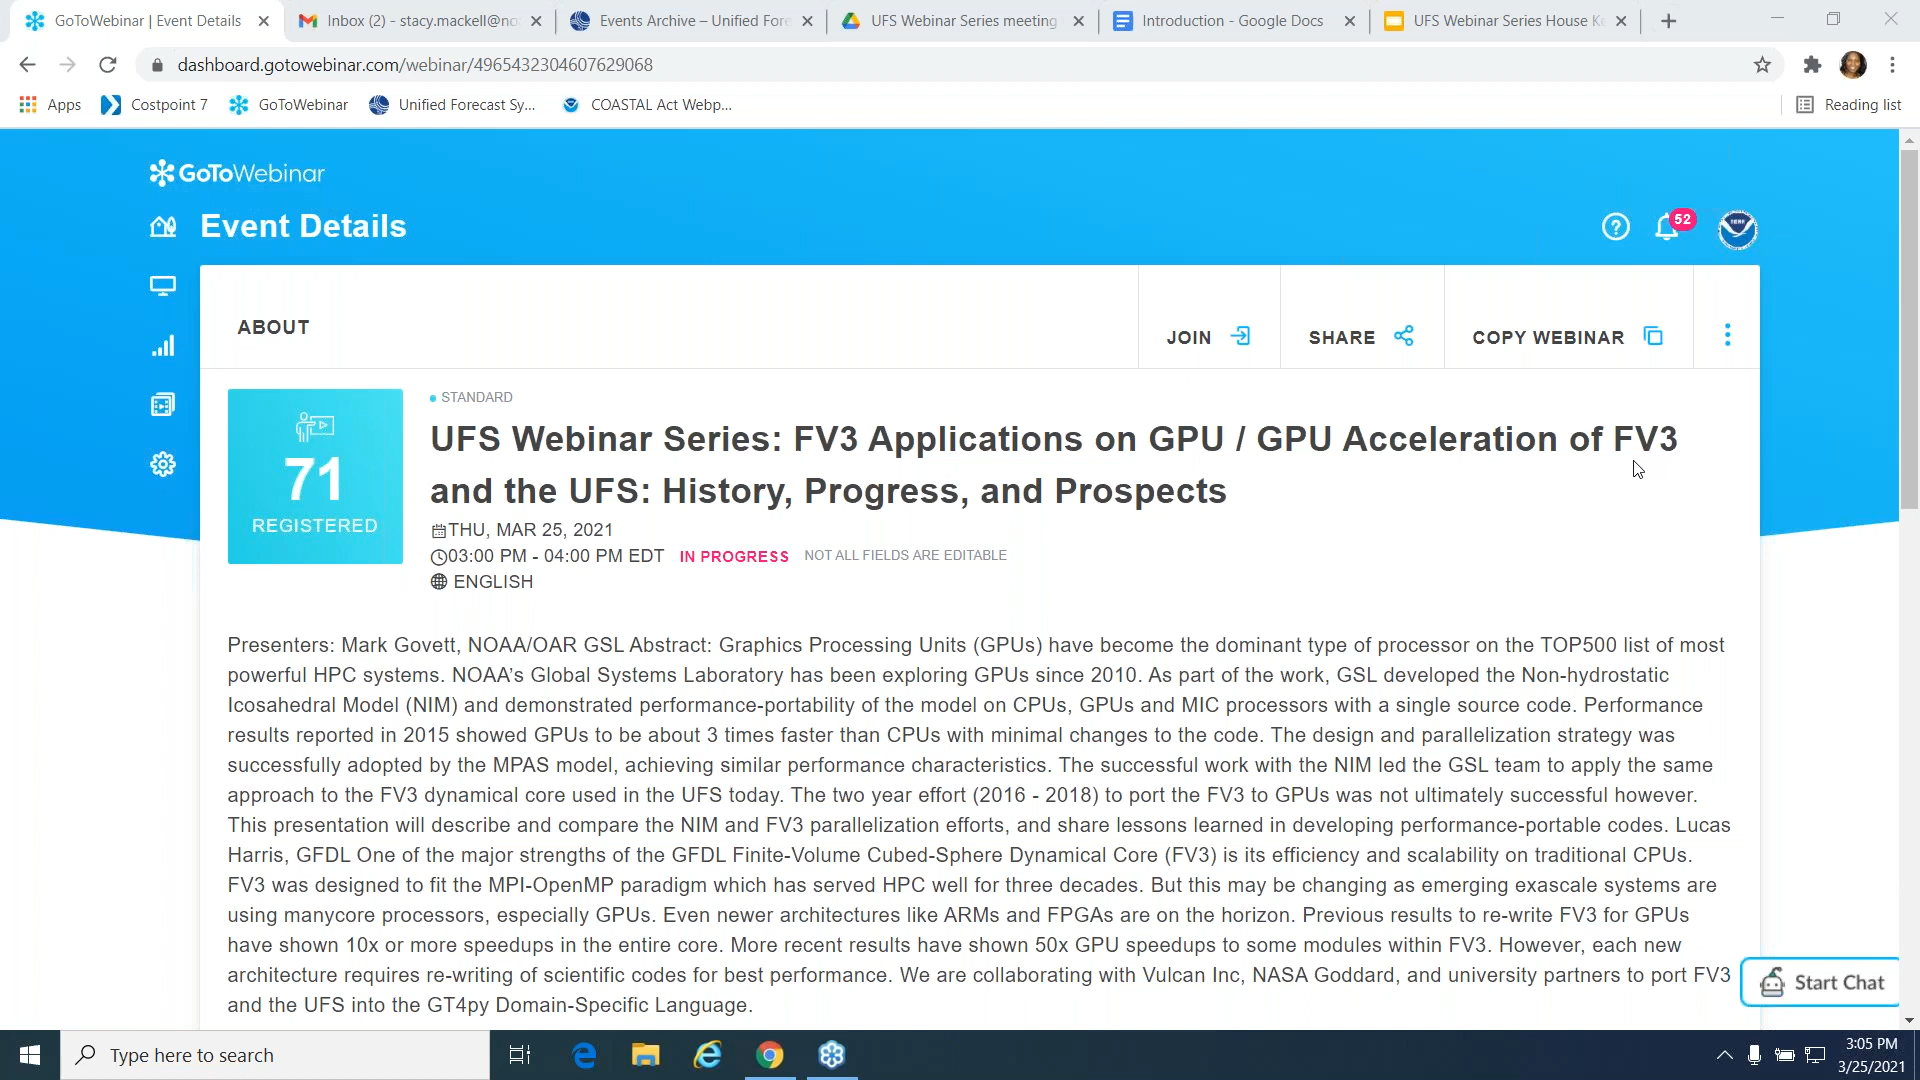 GoToWebinar | Event Details
Inbox (2) - stacy.mackell@no
Events Archive – Unified Fore
UFS Webinar Series meeting
Introduction - Google Docs
UFS Webinar Series House Ke
dashboard.gotowebinar.com/webinar/4965432304607629068
Apps
Costpoint 7
GoToWebinar
Unified Forecast Sy...
COASTAL Act Webp...
Reading list
GoToWebinar
Event Details
52
ABOUT
JOIN
SHARE
COPY WEBINAR
71
REGISTERED
STANDARD
UFS Webinar Series: FV3 Applications on GPU / GPU Acceleration of FV3
and the UFS: History, Progress, and Prospects
THU, MAR 25, 2021
03:00 PM - 04:00 PM EDT IN PROGRESS NOT ALL FIELDS ARE EDITABLE
ENGLISH
Presenters: Mark Govett, NOAA/OAR GSL Abstract: Graphics Processing Units (GPUs) have become the dominant type of processor on the TOP500 list of most
powerful HPC systems. NOAA’s Global Systems Laboratory has been exploring GPUs since 2010. As part of the work, GSL developed the Non-hydrostatic
Icosahedral Model (NIM) and demonstrated performance-portability of the model on CPUs, GPUs and MIC processors with a single source code. Performance
results reported in 2015 showed GPUs to be about 3 times faster than CPUs with minimal changes to the code. The design and parallelization strategy was
successfully adopted by the MPAS model, achieving similar performance characteristics. The successful work with the NIM led the GSL team to apply the same
approach to the FV3 dynamical core used in the UFS today. The two year effort (2016 - 2018) to port the FV3 to GPUs was not ultimately successful however.
This presentation will describe and compare the NIM and FV3 parallelization efforts, and share lessons learned in developing performance-portable codes. Lucas
Harris, GFDL One of the major strengths of the GFDL Finite-Volume Cubed-Sphere Dynamical Core (FV3) is its efficiency and scalability on traditional CPUs.
FV3 was designed to fit the MPI-OpenMP paradigm which has served HPC well for three decades. But this may be changing as emerging exascale systems are
using manycore processors, especially GPUs. Even newer architectures like ARMs and FPGAs are on the horizon. Previous results to re-write FV3 for GPUs
have shown 10x or more speedups in the entire core. More recent results have shown 50x GPU speedups to some modules within FV3. However, each new
architecture requires re-writing of scientific codes for best performance. We are collaborating with Vulcan Inc, NASA Goddard, and university partners to port FV3
and the UFS into the GT4py Domain-Specific Language.
Start Chat
Type here to search
3:05 PM
3/25/2021